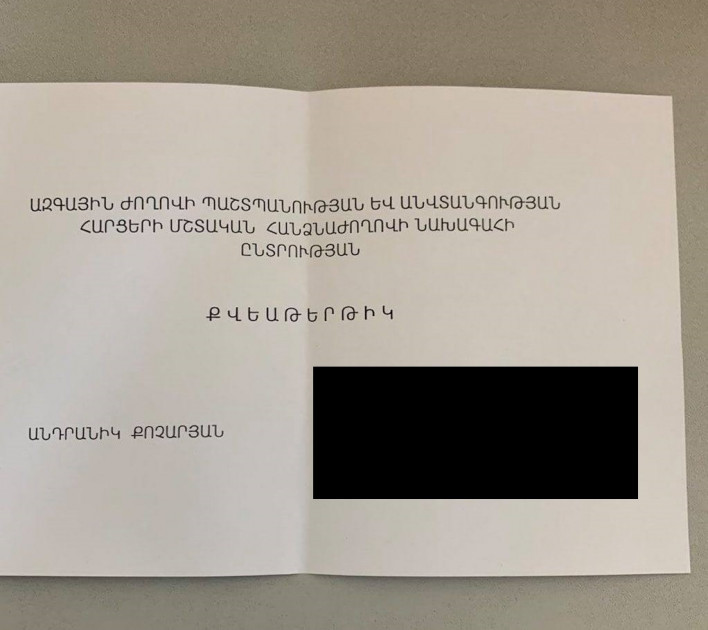 ԱԶԳԱՅԻՆ ԺՈՂՈՎԻ ՊԱՇՏՊԱՆՈՒԹՅԱՆ ԵՎ ԱՆՎՏԱՆԳՈՒԹՅԱՆ
ՀԱՐՑԵՐԻ ՄՇՏԱԿԱՆ ՀԱՆՁՆԱԺՈՂՈՎԻ ՆԱԽԱԳԱՀԻ
ԸՆՏՐՈՒԹՅԱՆ
ՔՎԵԱԹԵՐԹԻԿ
ԱՆԴՐԱՆԻԿ ՔՈՉԱՐՅԱՆ